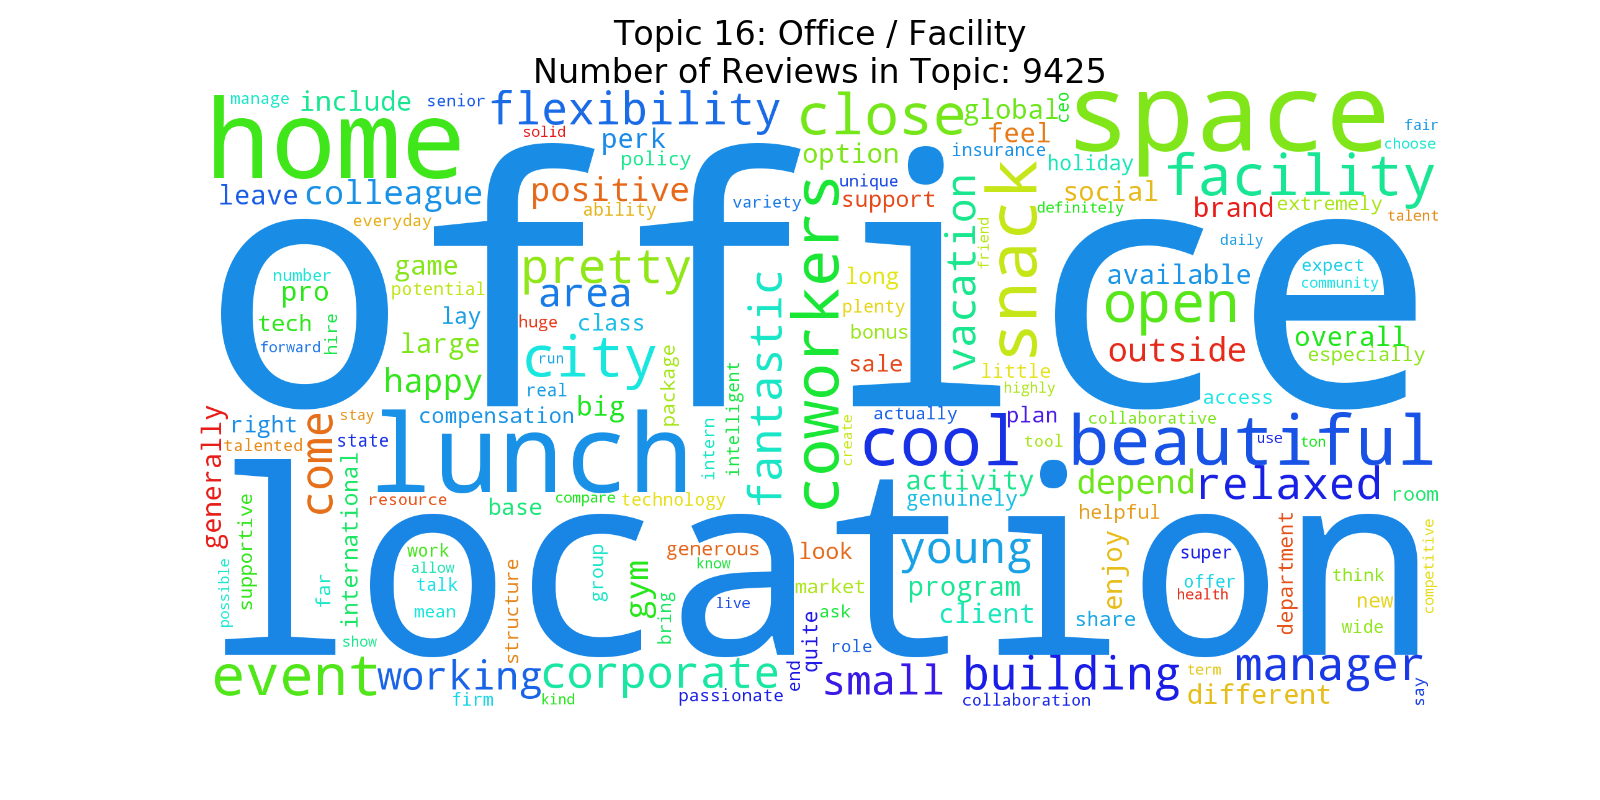 Topic 16: Office / Facility
Number of Reviews in Topic: 9425
manage
include
senior
flexibility
close
global
ceo
space
home
solid
perk
policy
option
feel
insurance
holiday
fair
choose
facility
leave
colleague
positive
ability
variety
unique
support
social
definitely
brand
extremely
talent
everyday
office
coworkers
vacation
friend
snack
daily
number
pro
tech
hire
forward
game
potential
lay
large
happy
pretty
area
huge
class
city
run
real
big
package
intelligent
fantastic
long
plenty
bonus
sale
little
highly
available
open
outside
expect
community
overall
especially
access
generally
right
talented
come
stay
state
compensation
lunch
intern
create
actually
cool
plan
tool
collaborative
beautiful
use
ton
relaxed
room
activity
genuinely
depend
helpful
resource
base
compare
technology
international
supportive
possible
far
location
work
allow
talk
mean
show
structure
group
gym
bring
generous
know
live
look
market
ask
quite
role
end
young
program
client
enjoy
share
super
offer
health
department
think
new
wide
competitive
event
working
firm
corporate
kind
passionate
small
building
collaboration
term
different
manager
say